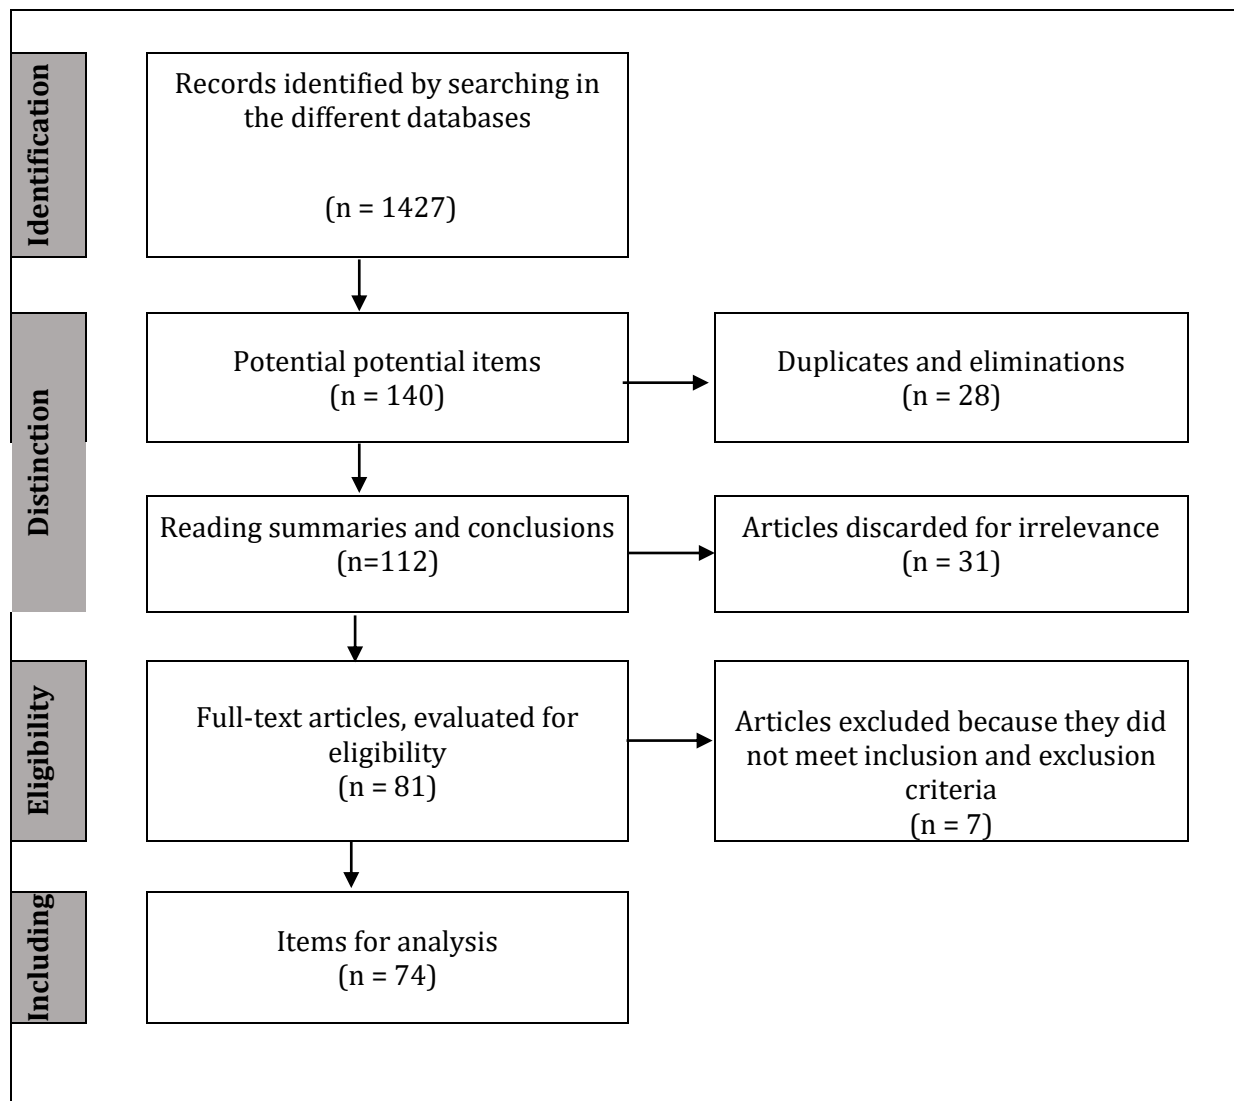 Identification
Records identified by searching in
the different databases
(n = 1427)
Distinction
Potential potential items
(n = 140)
Duplicates and eliminations
(n = 28)
Reading summaries and conclusions
(n=112)
Articles discarded for irrelevance
(n = 31)
Eligibility
Full-text articles, evaluated for
eligibility
(n = 81)
Articles excluded because they did
not meet inclusion and exclusion
criteria
(n = 7)
Including
Items for analysis
(n = 74)